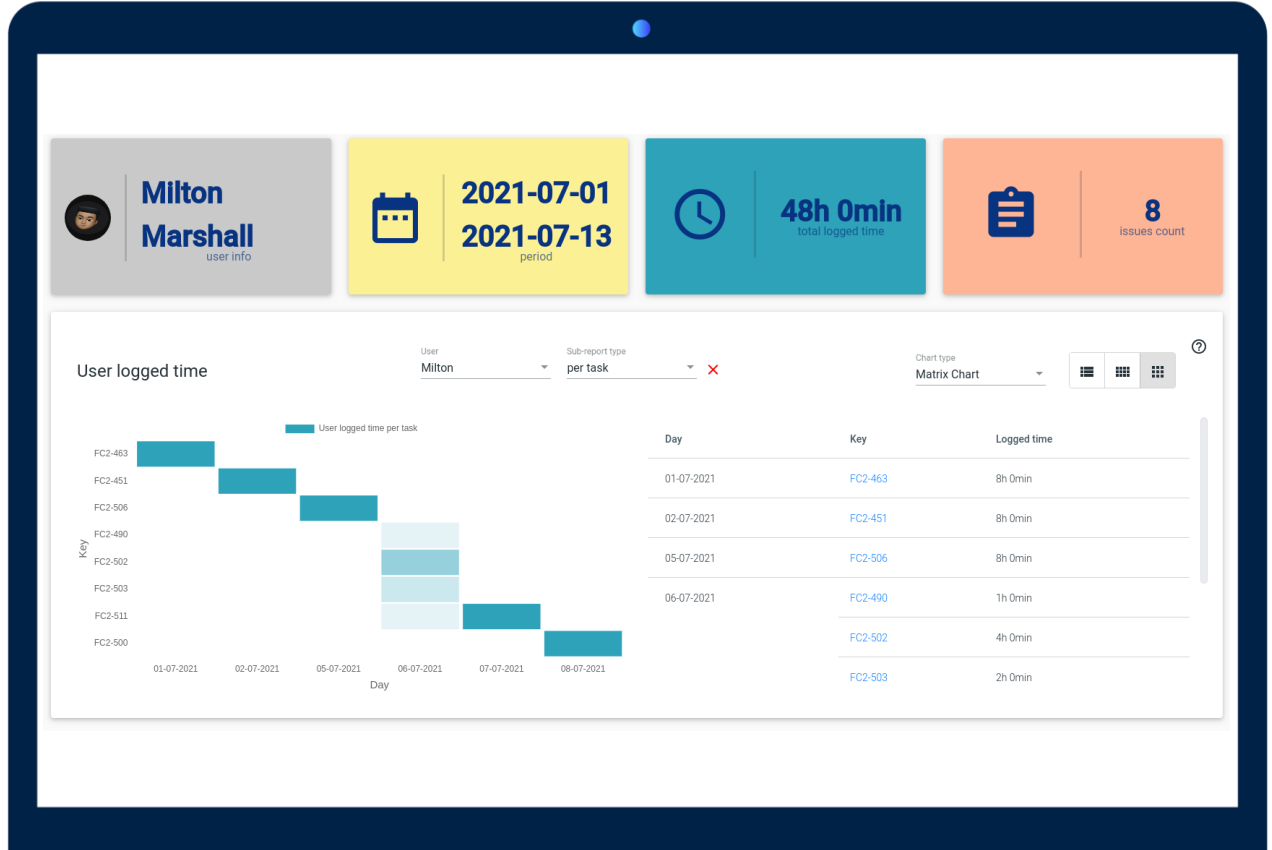 Milton
Marshall
user info
2021-07-01
2021-07-13
period
48h 0min
total logged time
8
issues count
User logged time
User
Milton
Sub-report type
per task
Chart type
Matrix Chart
User logged time per task
Key
FC2-463
FC2-451
FC2-506
FC2-490
FC2-502
FC2-503
FC2-511
FC2-500
01-07-2021 02-07-2021 05-07-2021 06-07-2021 07-07-2021 08-07-2021
Day
Day Key Logged time
01-07-2021 FC2-463 8h 0min
02-07-2021 FC2-451 8h 0min
05-07-2021 FC2-506 8h 0min
06-07-2021 FC2-490 1h 0min
FC2-502 4h 0min
FC2-503 2h 0min